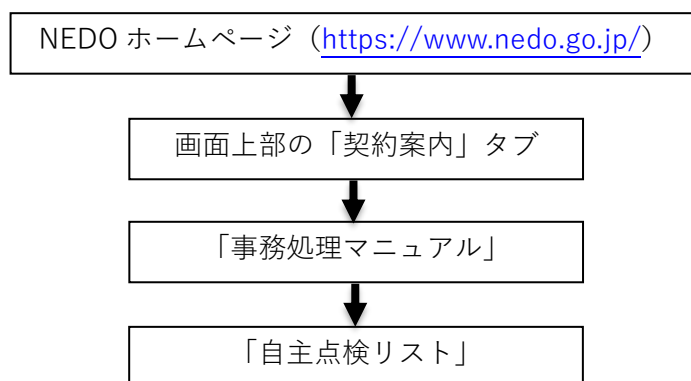 NEDO ホームページ（https://www.nedo.go.jp/）
画面上部の「契約案内」タブ
「事務処理マニュアル」
「自主点検リスト」